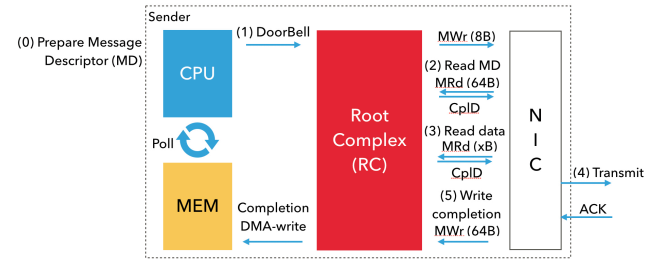 Sender
(0) Prepare Message
Descriptor (MD)
CPU
(1) DoorBell
MWr (8B)
(2) Read MD
MRd (64B)
CplD
Root
Complex
(RC)
(3) Read data
MRd (xB)
CplD
N
I
C
Poll
(4) Transmit
MEM
Completion
DMA-write
(5) Write
completion
MWr (64B)
ACK